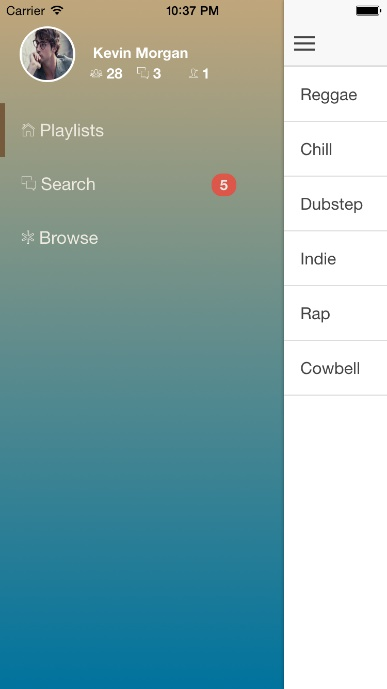 Carrier 10:37 PM
Kevin Morgan
28 3 1
Playlists
Search 5
Browse
Reggae
Chill
Dubstep
Indie
Rap
Cowbell